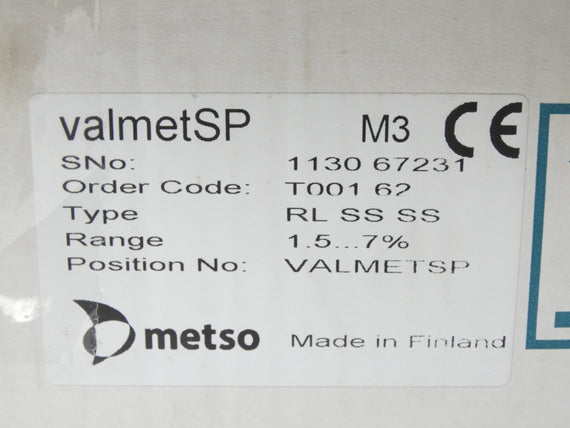 valmetSP M3 CE
SNo: 1130 67231
Order Code: T001 62
Type RL SS SS
Range 1.5...7%
Position No: VALMETSP
metso Made in Finland